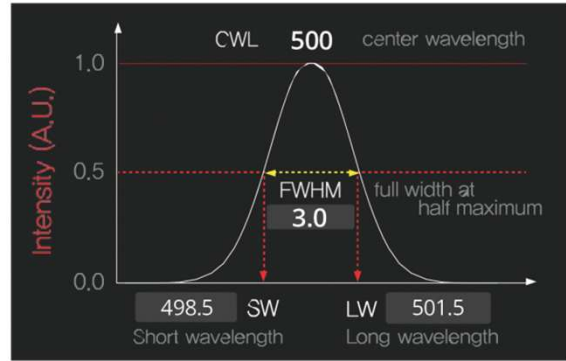 CWL 500 center wavelength
1.0
Intensity (A.U.)
0.5
FWHM full width at
half maximum
3.0
0.0
498.5 SW LW 501.5
Short wavelength Long wavelength